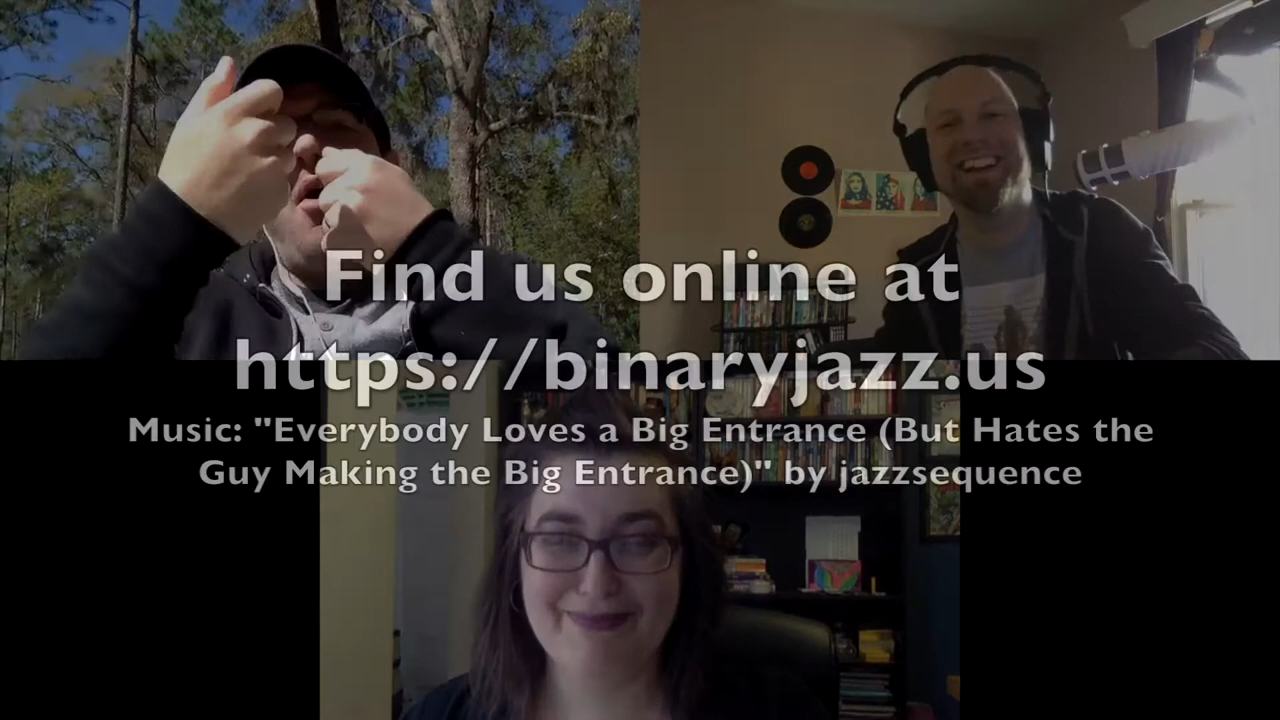 Find us online at
https://binaryjazz.us
Music: "Everybody Loves a Big Entrance (But Hates the
Guy Making the Big Entrance)" by jazzsequence